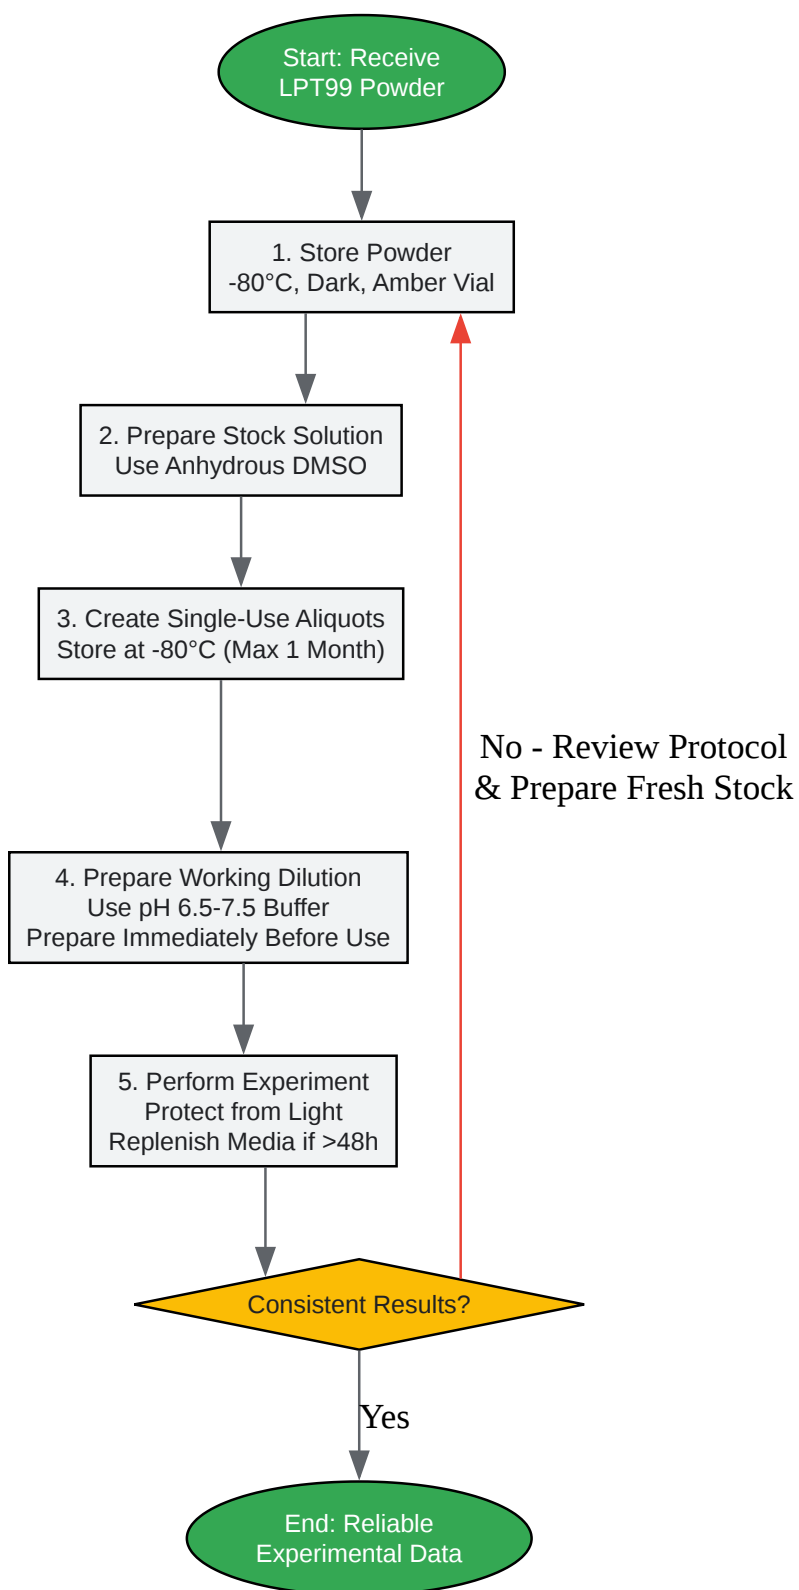 Start: Receive
LPT99 Powder
1. Store Powder
-80°C, Dark, Amber Vial
2. Prepare Stock Solution
Use Anhydrous DMSO
3. Create Single-Use Aliquots
Store at -80°C (Max 1 Month)
No - Review Protocol
& Prepare Fresh Stock
4. Prepare Working Dilution
Use pH 6.5-7.5 Buffer
Prepare Immediately Before Use
5. Perform Experiment
Protect from Light
Replenish Media if >48h
Consistent Results?
Yes
End: Reliable
Experimental Data